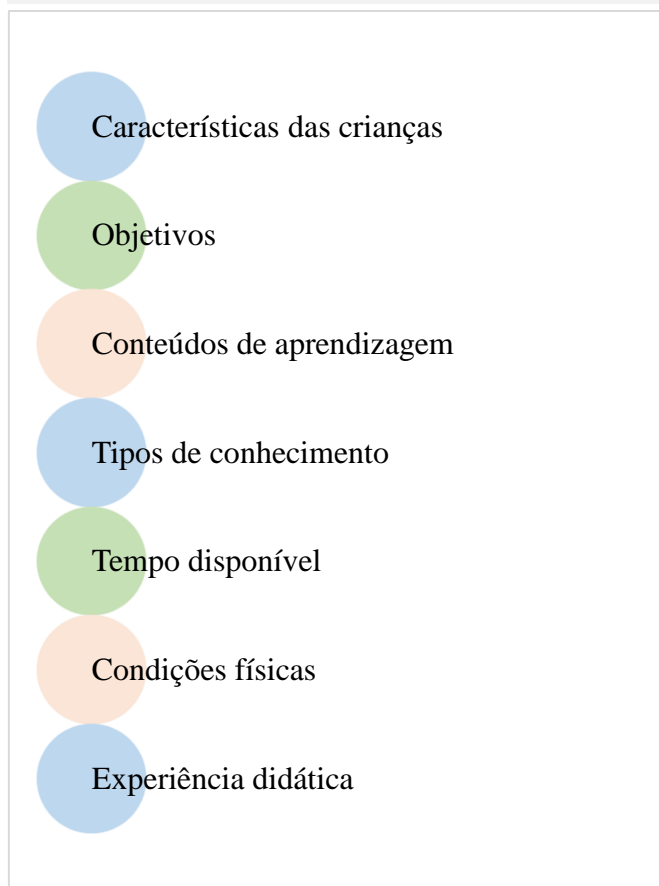 Características das crianças
Objetivos
Conteúdos de aprendizagem
Tipos de conhecimento
Tempo disponível
Condições físicas
Experiência didática